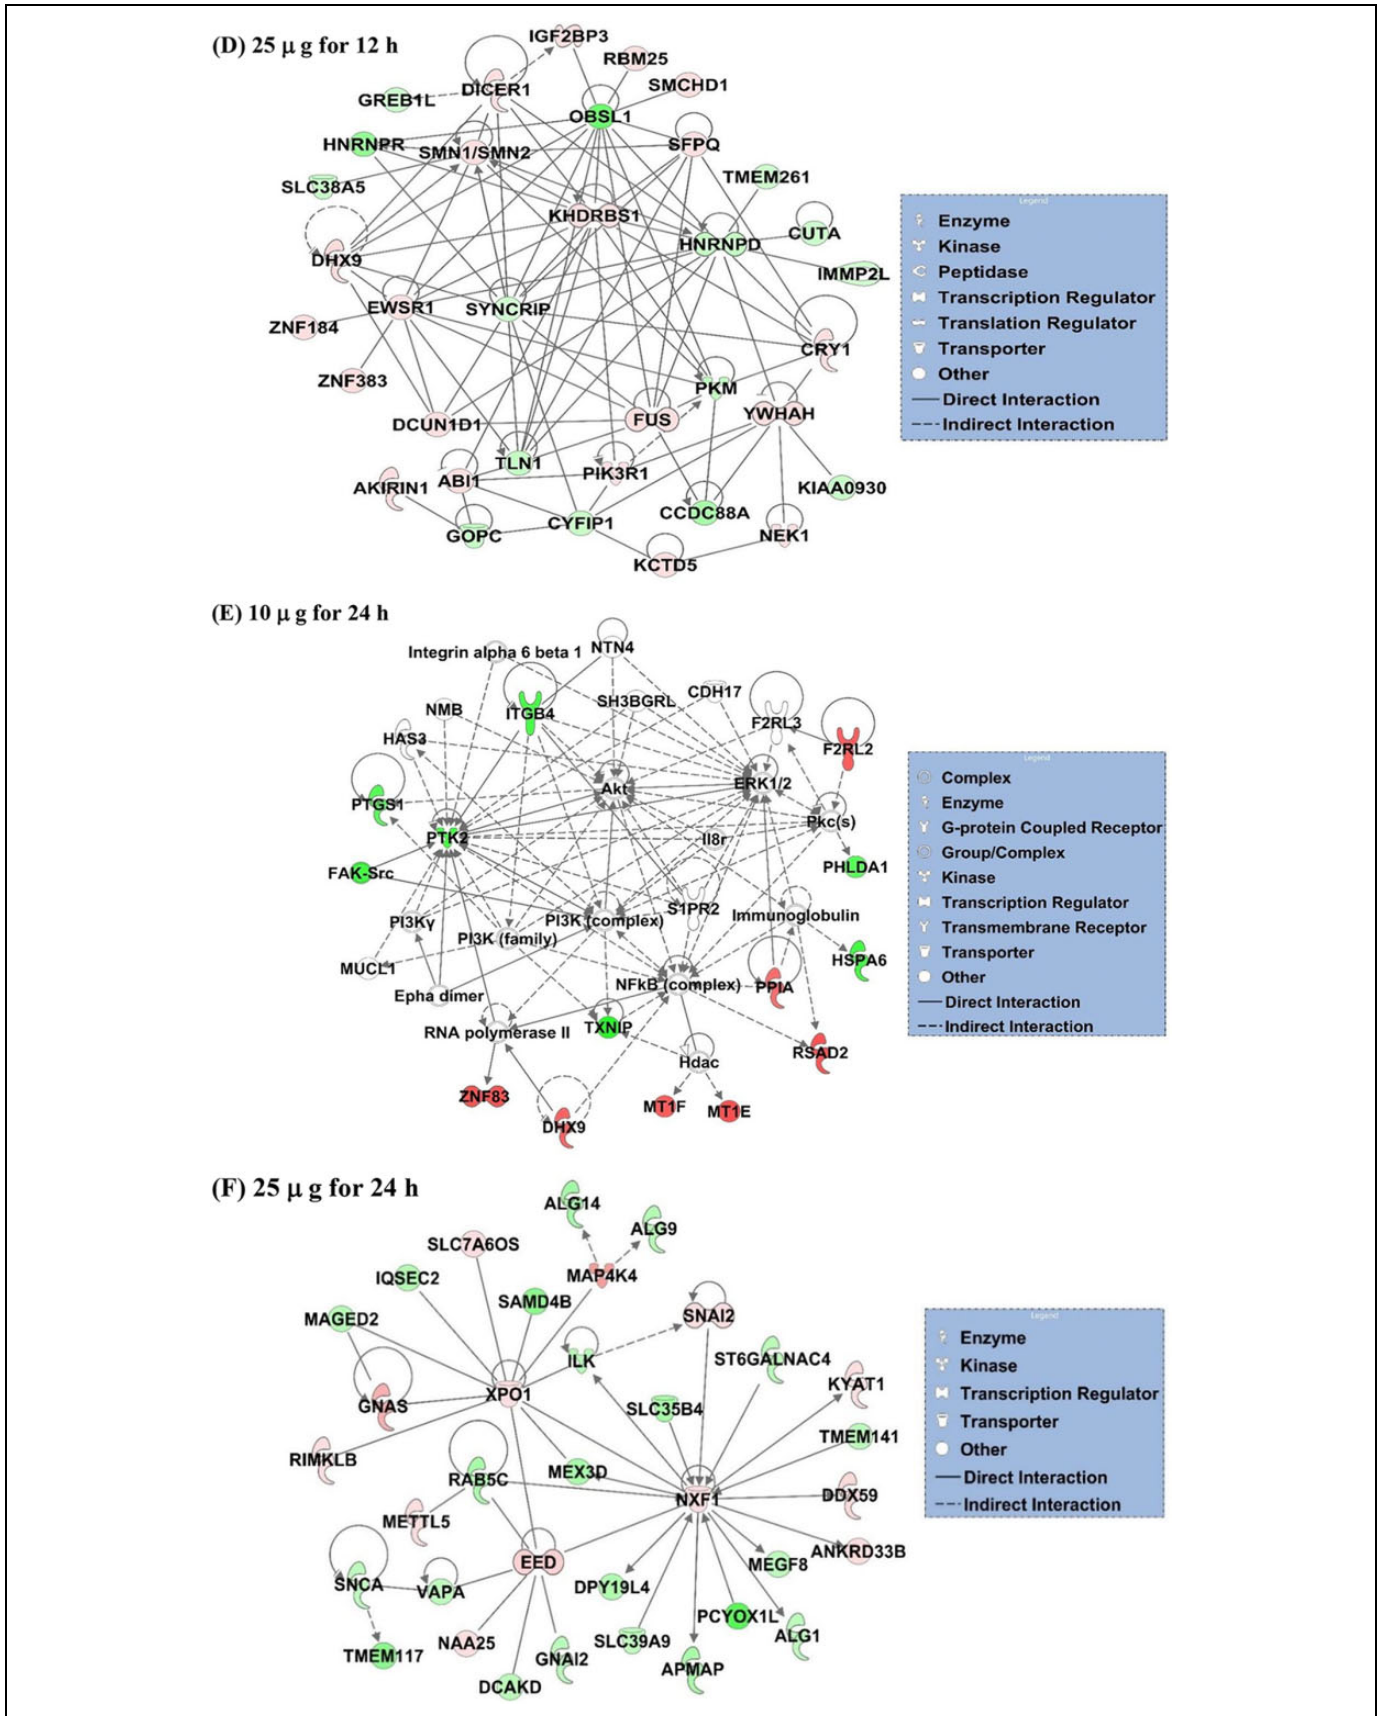 (D) 25 μ g for 12 h
IGF2BP3
RBM25
SMCHD1
DICER1
GREB1L
OBSL1
HNRNPR
SMN1/SMN2
SFPQ
TMEM261
SLC38A5
KHDRBS1
CUTA
HNRNPD
DHX9
IMMP2L
EWSR1
SYNCRIP
ZNF184
CRY1
ZNF383
PKM
DCUN1D1
FUS
YWHAH
TLN1
PIK3R1
ABI1
AKIRIN1
KIAA0930
CCDC88A
CYFIP1
GOPC
NEK1
KCTD5
Legend
Enzyme
Kinase
Peptidase
Transcription Regulator
Translation Regulator
Transporter
Other
Direct Interaction
Indirect Interaction
(E) 10 μ g for 24 h
Integrin alpha 6 beta 1
NTN4
CDH17
SH3BGRL
NMB
ITGB4
F2RL3
HAS3
F2RL2
Akt
ERK1/2
PTGS1
Pkc(s)
PTK2
Il8r
FAK-Src
PHLDA1
S1PR2
Immunoglobulin
PI3Kγ
PI3K (complex)
PI3K (family)
HSPA6
MUCL1
NFkB (complex)
PPIA
Epha dimer
TXNIP
RNA polymerase II
RSAD2
Hdac
ZNF83
MT1F
MT1E
DHX9
Legend
Complex
Enzyme
G-protein Coupled Receptor
Group/Complex
Kinase
Transcription Regulator
Transmembrane Receptor
Transporter
Other
Direct Interaction
Indirect Interaction
(F) 25 μ g for 24 h
ALG14
ALG9
SLC7A6OS
MAP4K4
IQSEC2
SAMD4B
MAGED2
SNAI2
ILK
ST6GALNAC4
KYAT1
XPO1
GNAS
SLC35B4
TMEM141
RIMKLB
MEX3D
RAB5C
NXF1
DDX59
METTL5
ANKRD33B
EED
MEGF8
SNCA
VAPA
DPY19L4
PCYOX1L
ALG1
NAA25
SLC39A9
TMEM117
GNAI2
APMAP
DCAKD
Legend
Enzyme
Kinase
Transcription Regulator
Transporter
Other
Direct Interaction
Indirect Interaction